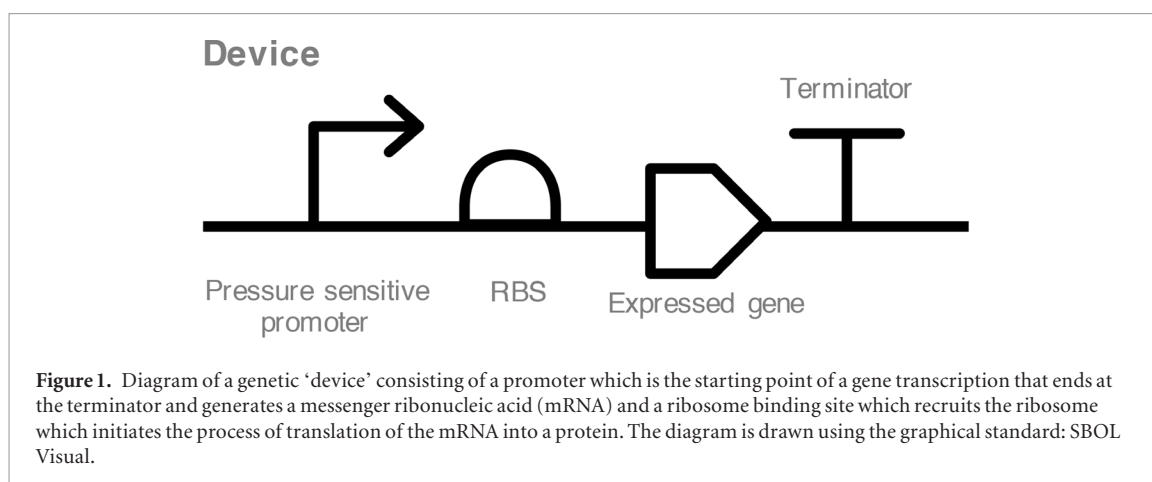 Device
Terminator
Pressure sensitive
promoter
RBS
Expressed gene
Figure 1. Diagram of a genetic ‘device’ consisting of a promoter which is the starting point of a gene transcription that ends at
the terminator and generates a messenger ribonucleic acid (mRNA) and a ribosome binding site which recruits the ribosome
which initiates the process of translation of the mRNA into a protein. The diagram is drawn using the graphical standard: SBOL
Visual.